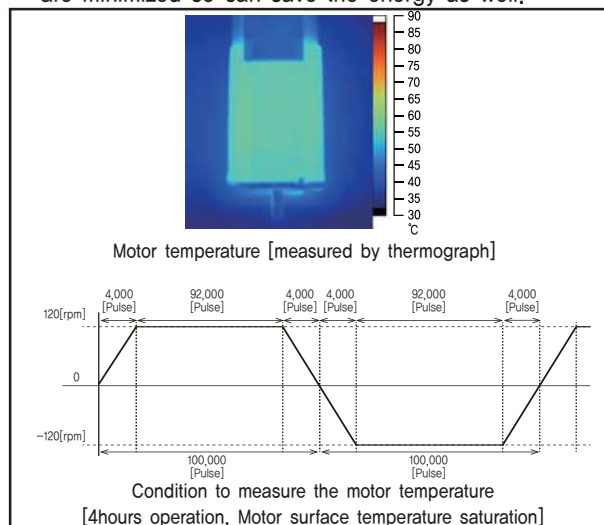 are minimized so can save the energy as well.
90
85
80
75
70
65
60
55
50
45
40
35
30
℃
Motor temperature [measured by thermograph]
4,000 92,000 4,000 4,000 92,000 4,000
[Pulse] [Pulse] [Pulse] [Pulse] [Pulse] [Pulse]
120[rpm]
0
-120[rpm]
100,000 100,000
[Pulse] [Pulse]
Condition to measure the motor temperature
[4hours operation, Motor surface temperature saturation]